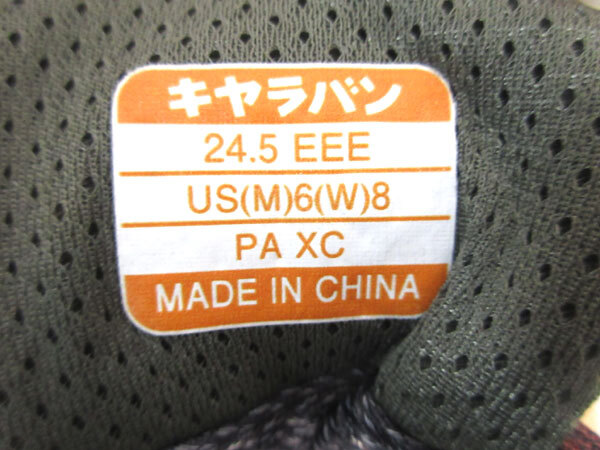 キャラバン
24.5 EEE
US(M)6(W)8
PA XC
MADE IN CHINA